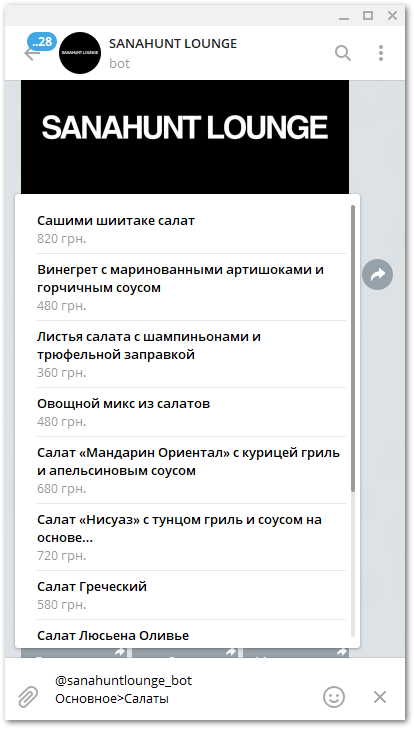 ..28
SANAHUNT LOUNGE
SANAHUNT LOUNGE
bot
SANAHUNT LOUNGE
Сашими шиитаке салат
820 грн.
Винегрет с маринованными артишоками и
горчичным соусом
480 грн.
Листья салата с шампиньонами и
трюфельной заправкой
360 грн.
Овощной микс из салатов
480 грн.
Салат «Мандарин Ориентал» с курицей гриль
и апельсиновым соусом
680 грн.
Салат «Нисуаз» с тунцом гриль и соусом на
основе...
720 грн.
Салат Греческий
580 грн.
Салат Люсьена Оливье
@sanahuntlounge_bot
Основное>Салаты